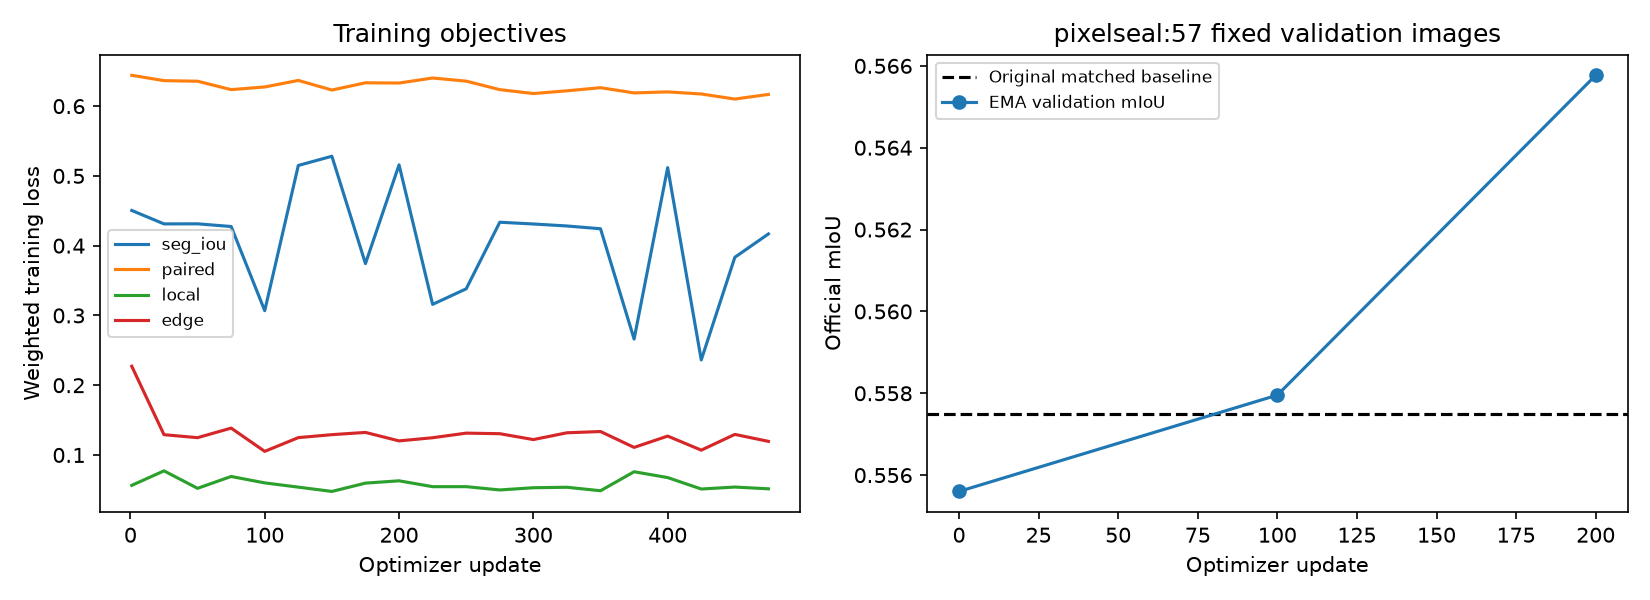 Training objectives
Weighted training loss
0.6
0.5
0.4
0.3
0.2
0.1
seg_iou
paired
local
edge
0
100
200
300
400
Optimizer update
pixelseal:57 fixed validation images
Official mIoU
0.566
0.564
0.562
0.560
0.558
0.556
Original matched baseline
EMA validation mIoU
0
25
50
75
100
125
150
175
200
Optimizer update